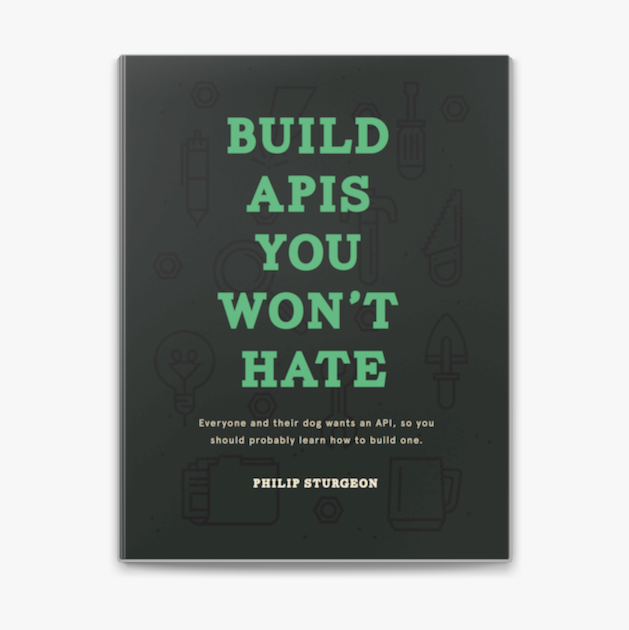 BUILD
APIS
YOU
WON'T
HATE
Everyone and their dog wants an API, so you
should probably learn how to build one.
PHILIP STURGEON